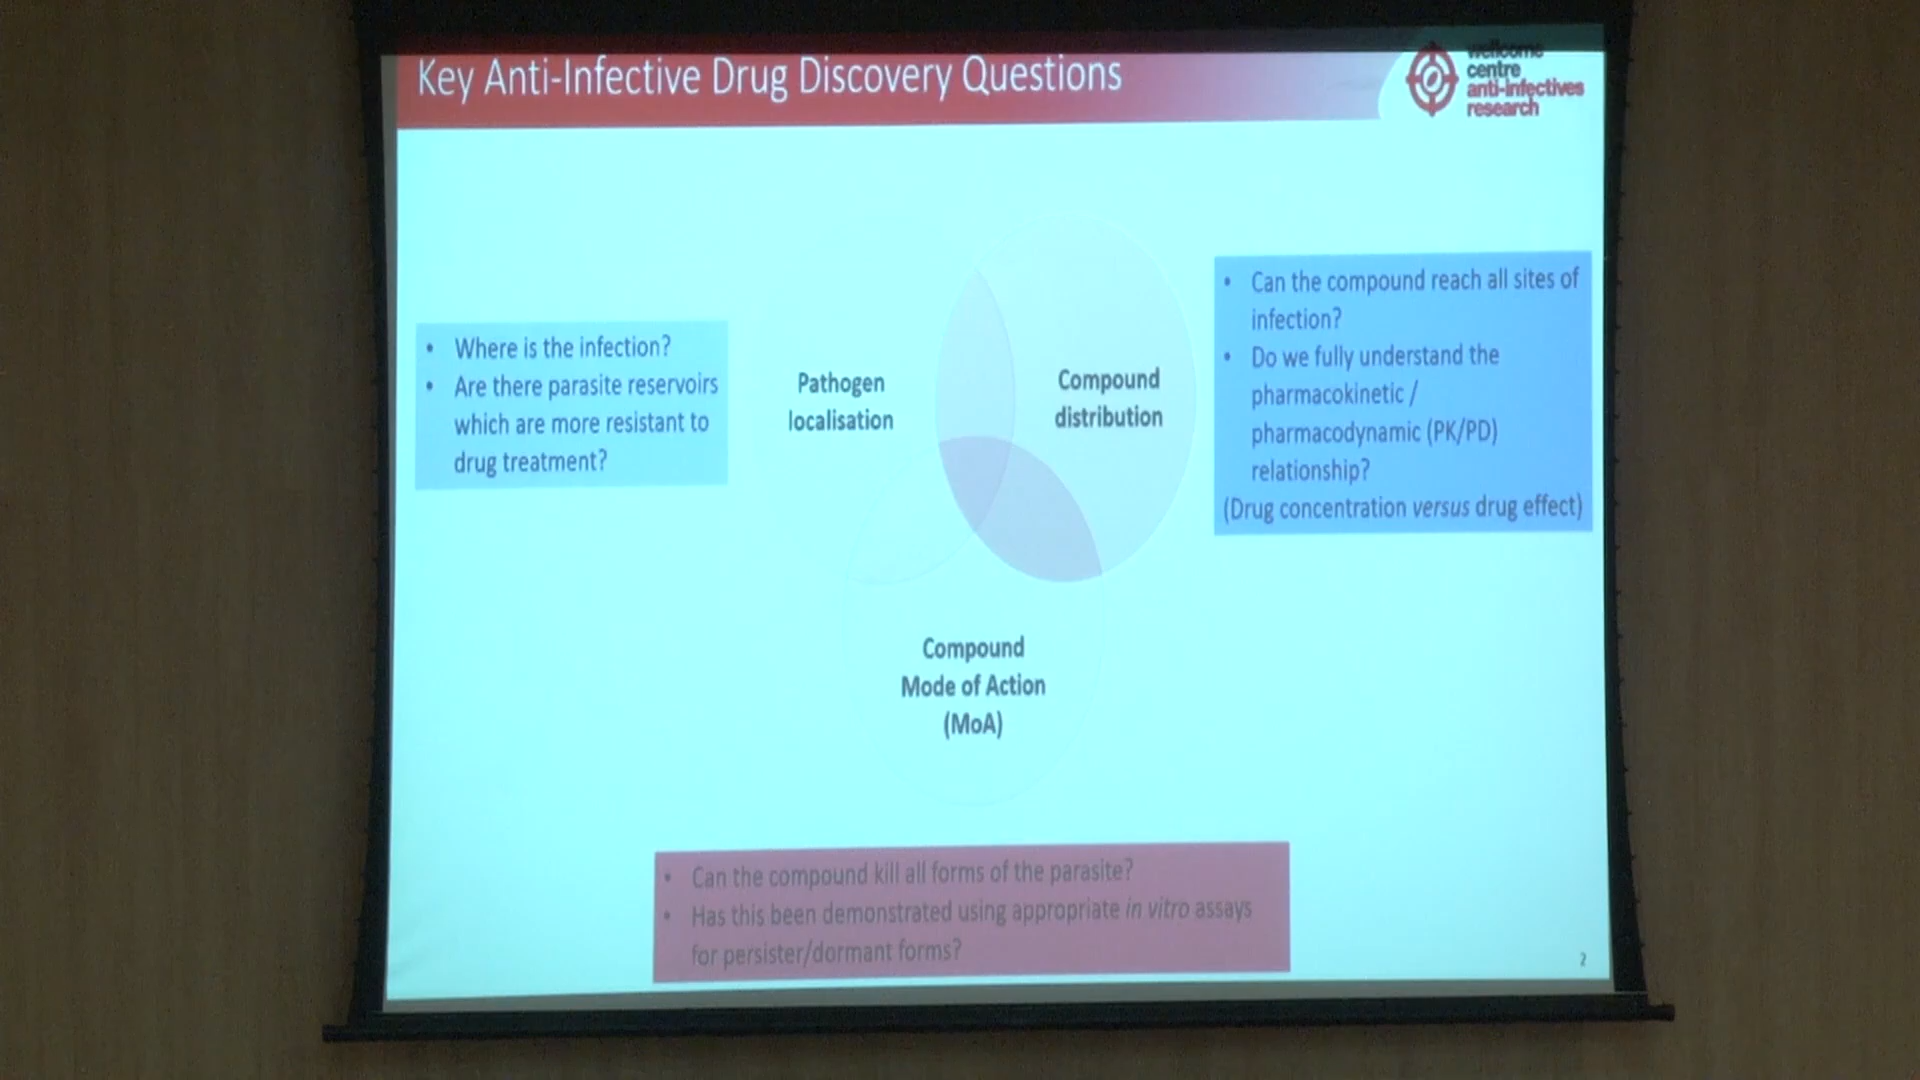 Key Anti-Infective Drug Discovery Questions
wellcome
centre
anti-infectives
research
• Where is the infection?
• Are there parasite reservoirs
which are more resistant to
drug treatment?
Pathogen
localisation
Compound
distribution
• Can the compound reach all sites of
infection?
• Do we fully understand the
pharmacokinetic /
pharmacodynamic (PK/PD)
relationship?
(Drug concentration versus drug effect)
Compound
Mode of Action
(MoA)
• Can the compound kill all forms of the parasite?
• Has this been demonstrated using appropriate in vitro assays
for persister/dormant forms?
2